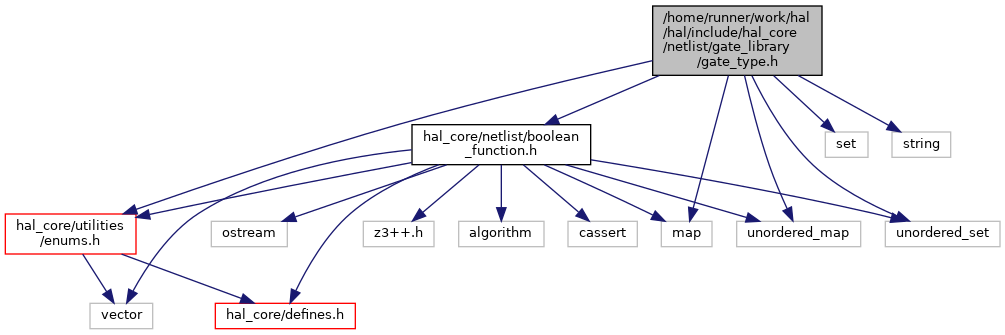 /home/runner/work/hal
/hal/include/hal_core
/netlist/gate_library
/gate_type.h
hal_core/netlist/boolean
_function.h
set
string
hal_core/utilities
/enums.h
ostream
z3++.h
algorithm
cassert
map
unordered_map
unordered_set
vector
hal_core/defines.h